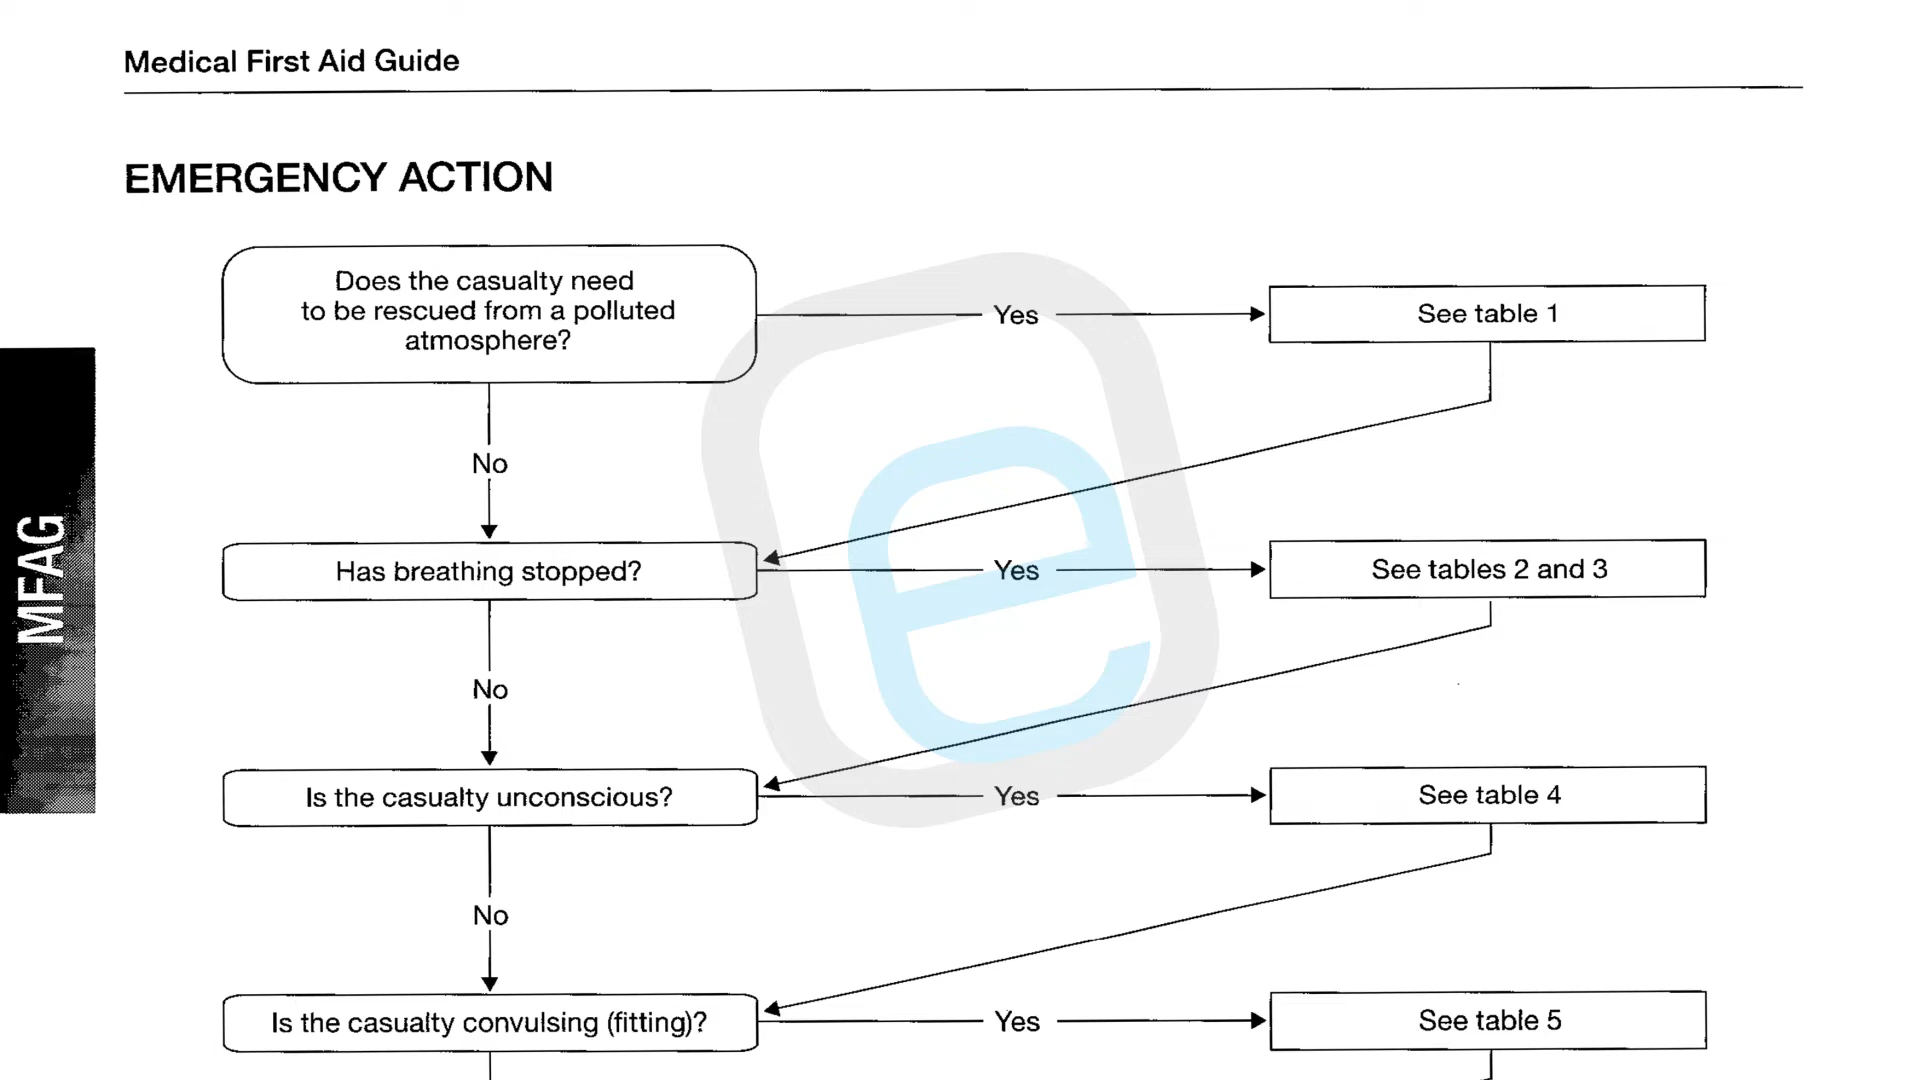 Medical First Aid Guide
EMERGENCY ACTION
Does the casualty need
to be rescued from a polluted
atmosphere?
Yes
See table 1
No
Has breathing stopped?
Yes
See tables 2 and 3
No
Is the casualty unconscious?
Yes
See table 4
No
Is the casualty convulsing (fitting)?
Yes
See table 5
MFAG
e